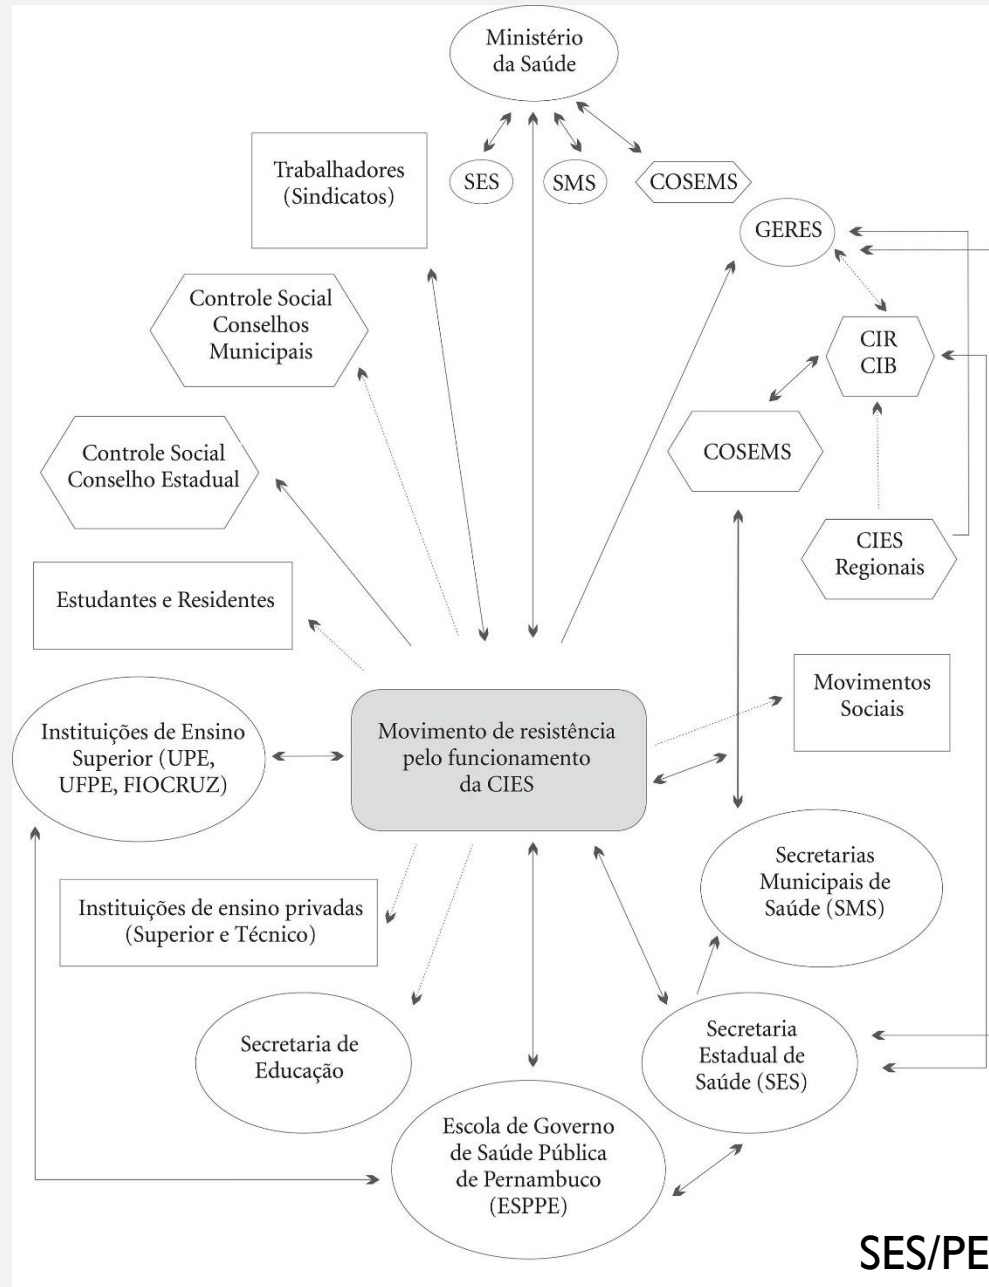 Ministério
da Saúde
Trabalhadores
(Sindicatos)
SES
SMS
COSEMS
GERES
Controle Social
Conselhos
Municipais
CIR
CIB
Controle Social
Conselho Estadual
COSEMS
CIES
Regionais
Estudantes e Residentes
Movimentos
Sociais
Instituições de Ensino
Superior (UPE,
UFPE, FIOCRUZ)
Movimento de resistência
pelo funcionamento
da CIES
Secretarias
Municipais de
Saúde (SMS)
Instituições de ensino privadas
(Superior e Técnico)
Secretaria de
Educação
Secretaria
Estadual de
Saúde (SES)
Escola de Governo
de Saúde Pública
de Pernambuco
(ESPPE)
SES/PE